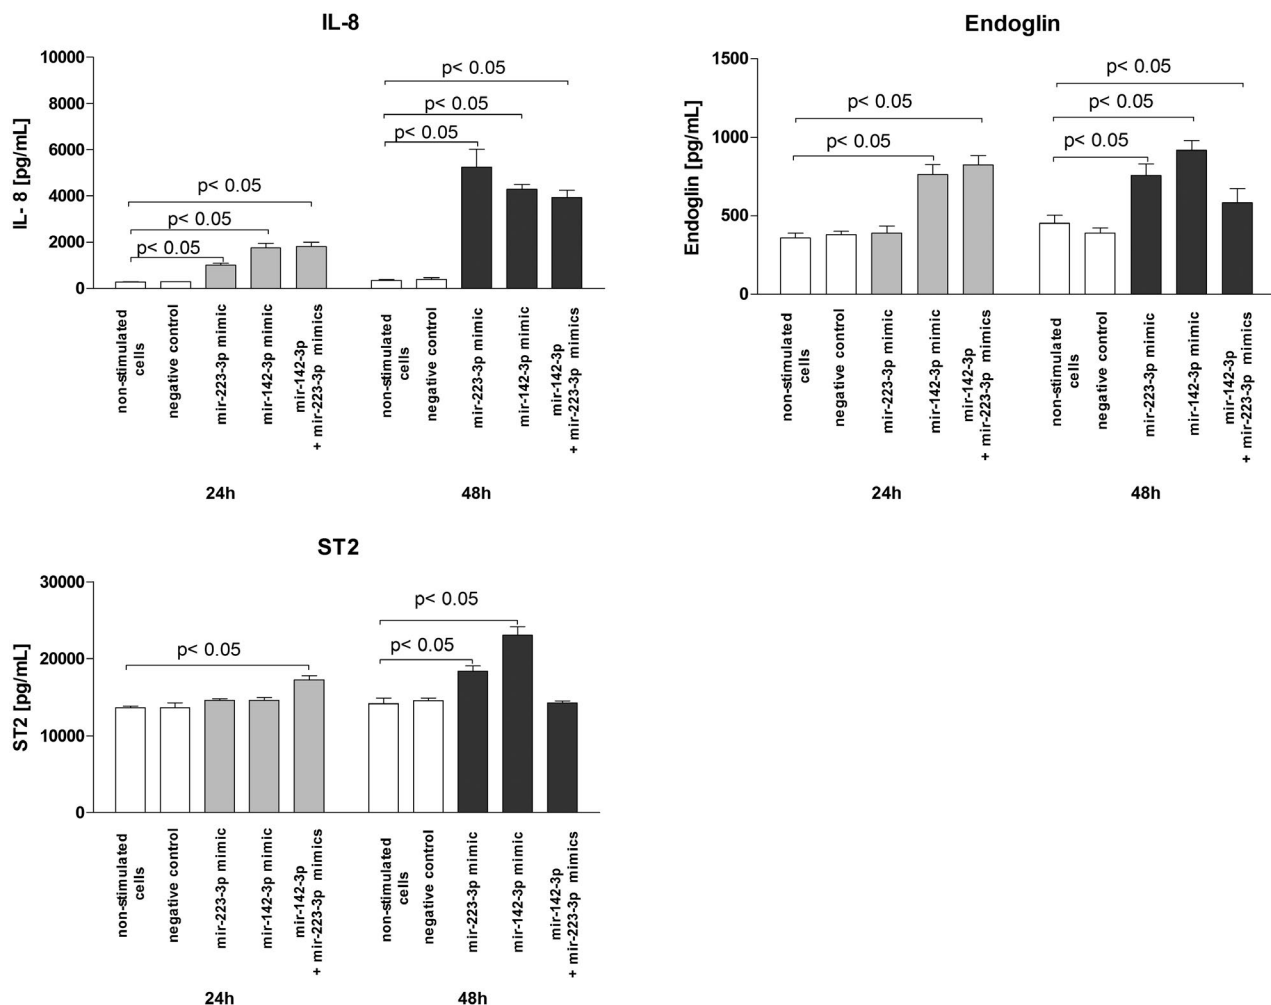 IL-8
IL- 8 [pg/mL]
10000
8000
6000
4000
2000
0
p< 0.05
p< 0.05
p< 0.05
p< 0.05
p< 0.05
p< 0.05
non-stimulated
cells
negative control
mir-223-3p mimic
mir-142-3p mimic
mir-142-3p
+ mir-223-3p mimics
non-stimulated
cells
negative control
mir-223-3p mimic
mir-142-3p mimic
mir-142-3p
+ mir-223-3p mimics
24h
48h
Endoglin
Endoglin [pg/mL]
1500
1000
500
0
p< 0.05
p< 0.05
p< 0.05
p< 0.05
p< 0.05
non-stimulated
cells
negative control
mir-223-3p mimic
mir-142-3p mimic
mir-142-3p
+ mir-223-3p mimics
non-stimulated
cells
negative control
mir-223-3p mimic
mir-142-3p mimic
mir-142-3p
+ mir-223-3p mimics
24h
48h
ST2
ST2 [pg/mL]
30000
20000
10000
0
p< 0.05
p< 0.05
p< 0.05
non-stimulated
cells
negative control
mir-223-3p mimic
mir-142-3p mimic
mir-142-3p
+ mir-223-3p mimics
non-stimulated
cells
negative control
mir-223-3p mimic
mir-142-3p mimic
mir-142-3p
+ mir-223-3p mimics
24h
48h